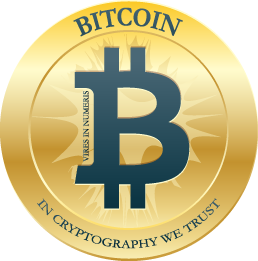 BITCOIN
VIRES IN NUMERIS
IN CRYPTOGRAPHY WE TRUST